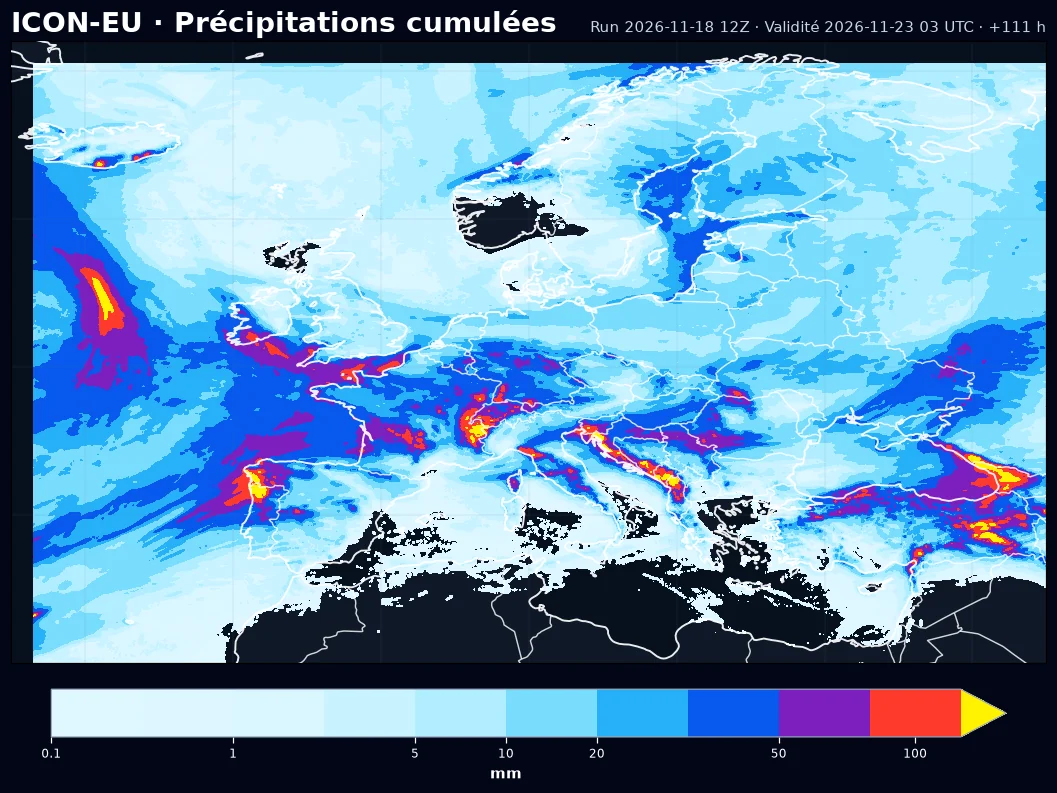 ICON-EU · Précipitations cumulées
Run 2026-11-18 12Z · Validité 2026-11-23 03 UTC · +111 h
0.1 1 5 10 20 50 100
mm